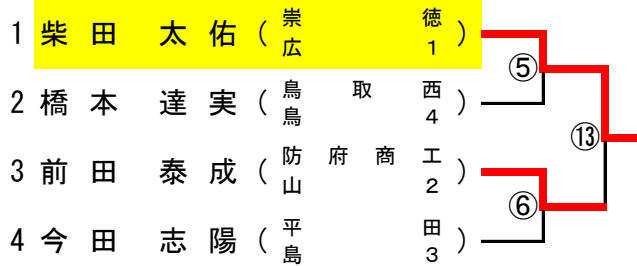 1 柴田 太佑 (崇徳 広1)
⑤
2 橋本 達実 (鳥取西 鳥4)
⑬
3 前田 泰成 (防府商工 山2)
⑥
4 今田 志陽 (平田 島3)